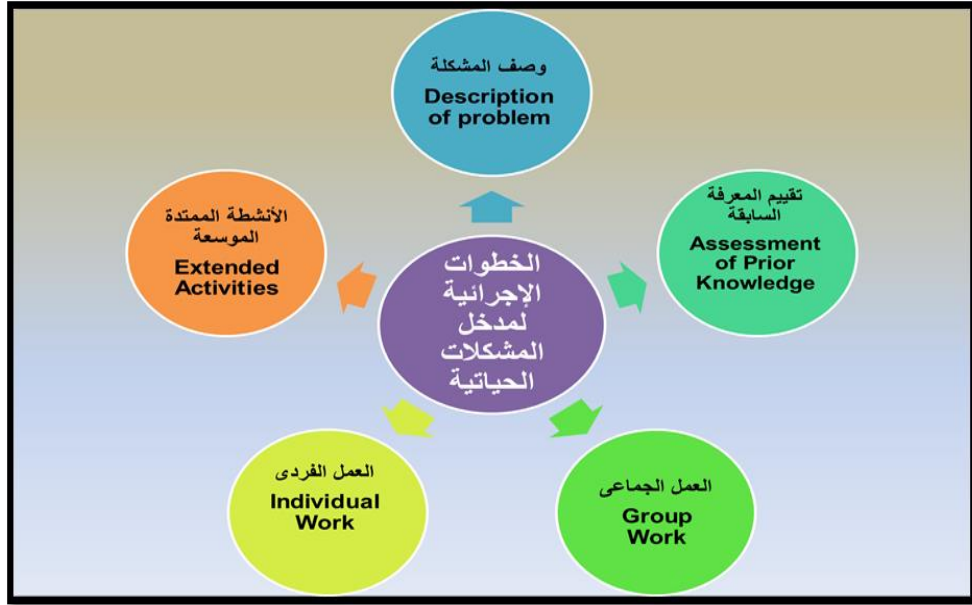 وصف المشكلة
Description
of problem
تقييم المعرفة
السابقة
Assessment
of Prior
Knowledge
العمل الجماعى
Group
Work
العمل الفردى
Individual
Work
الأنشطة الممتدة
الموسعة
Extended
Activities
الخطوات
الإجرائية
لمدخل
المشكلات
الحياتية